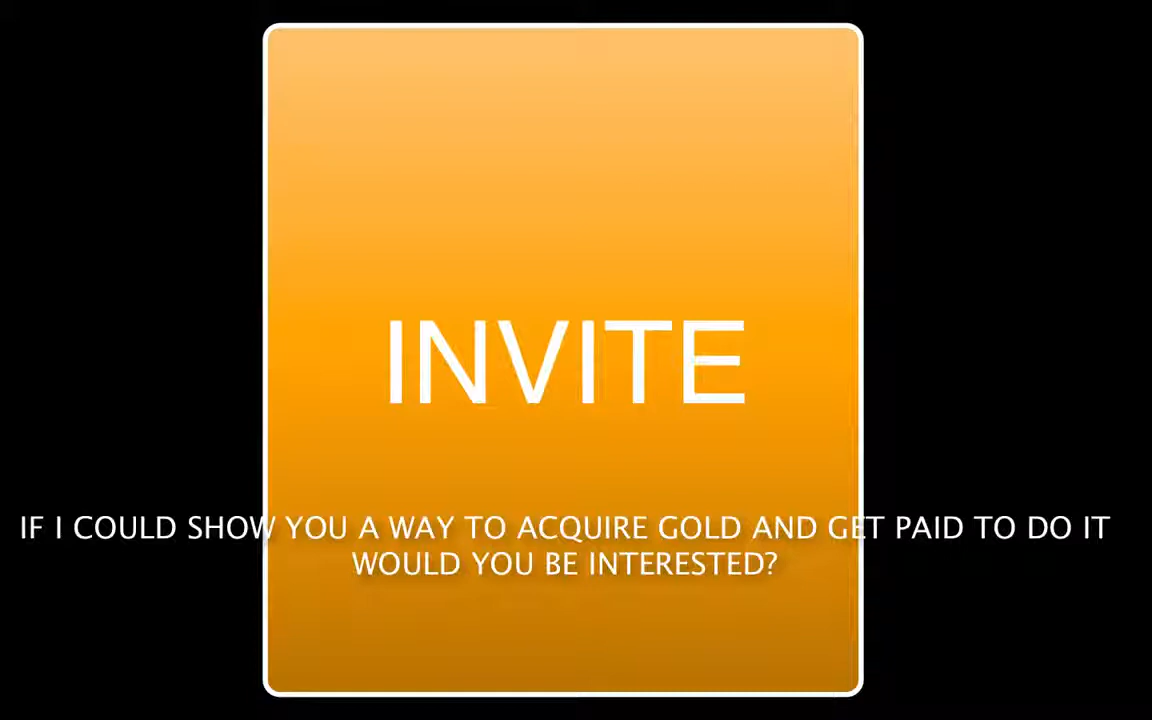 INVITE
IF I COULD SHOW YOU A WAY TO ACQUIRE GOLD AND GET PAID TO DO IT
WOULD YOU BE INTERESTED?